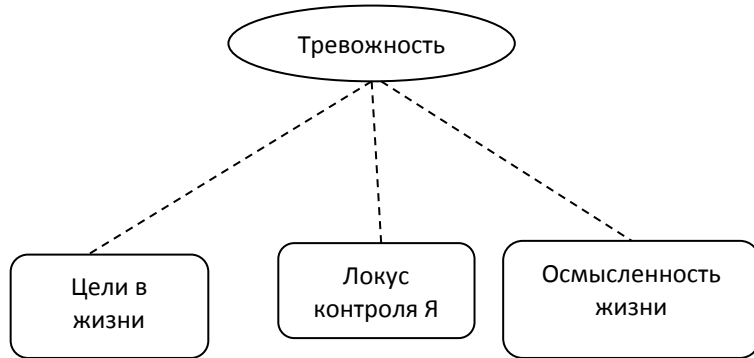 Тревожность
Цели в
жизни
Локус
контроля Я
Осмысленность
жизни